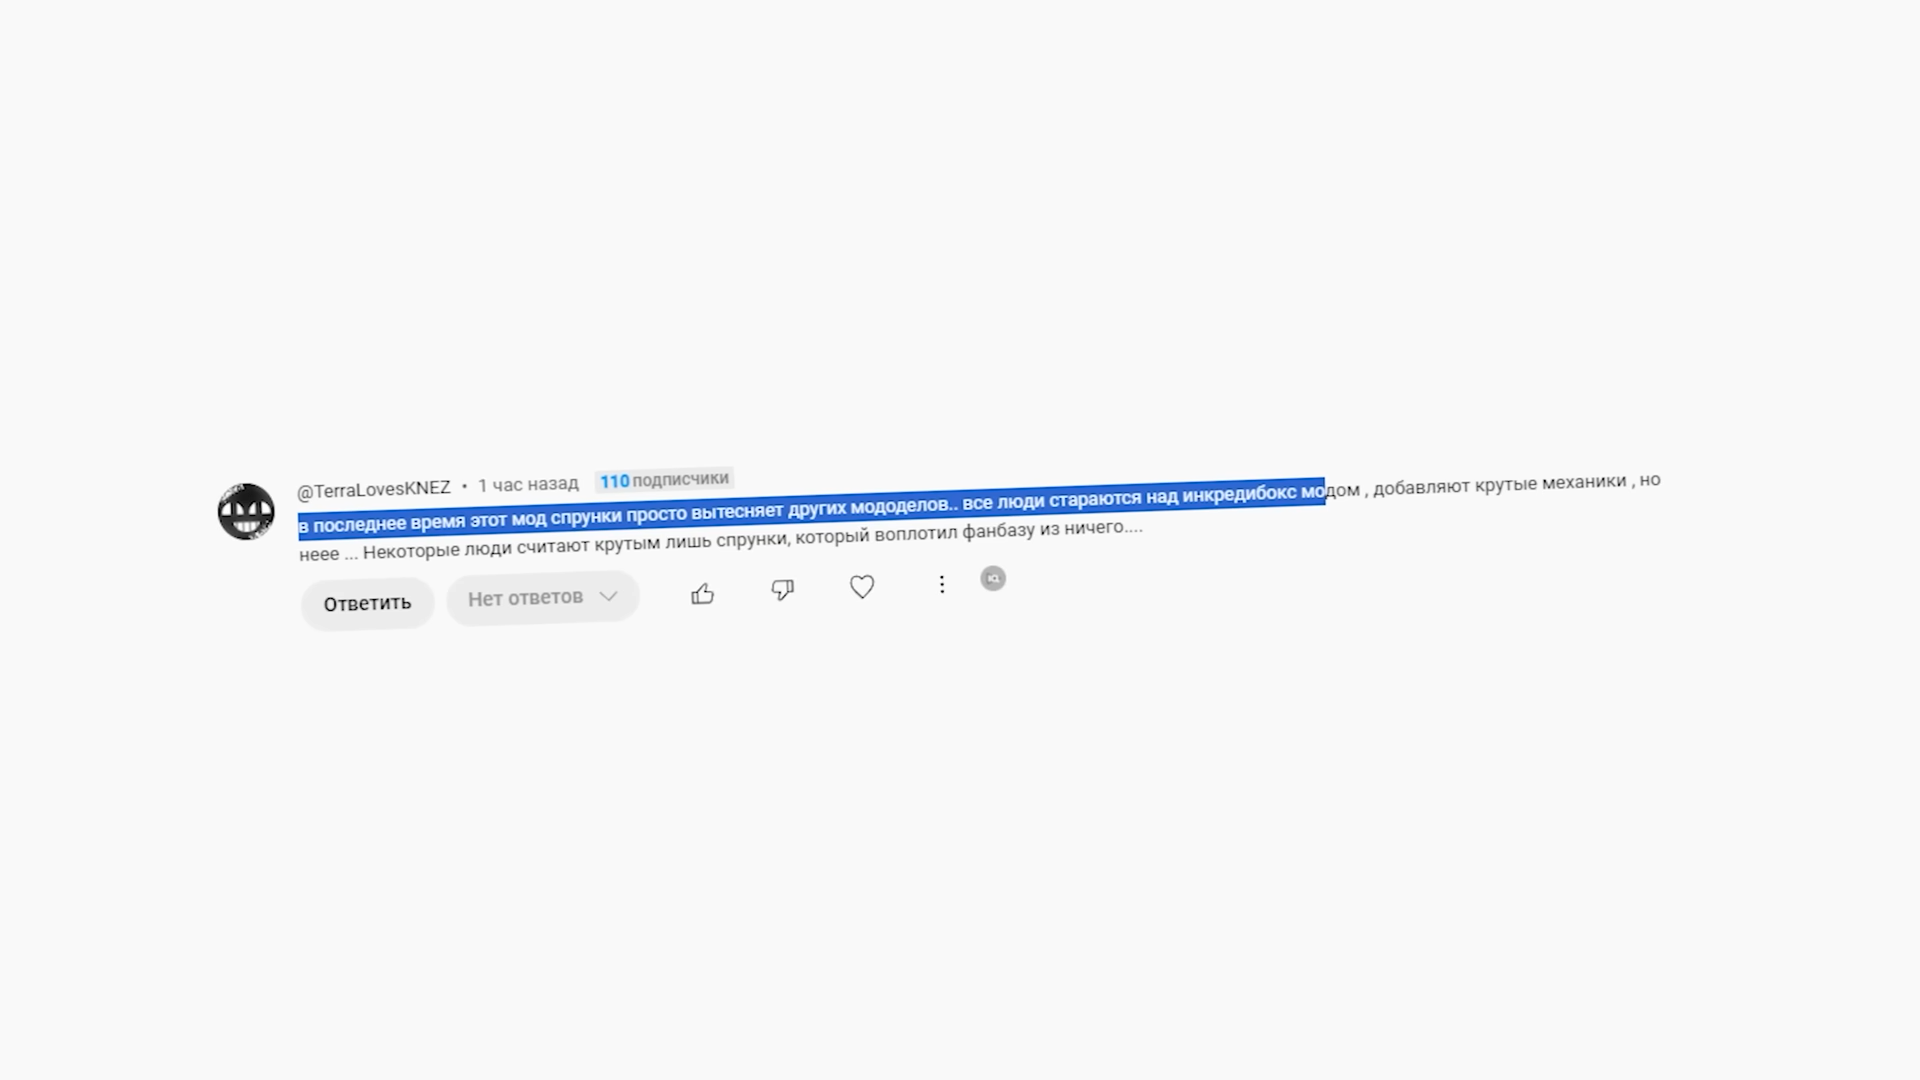 @TerraLovesKNEZ • 1 час назад 110 подписчики
в последнее время этот мод спрунки просто вытесняет других мододелов.. все люди стараются над инкредибокс модом , добавляют крутые механики , но
неее ... Некоторые люди считают крутым лишь спрунки, который воплотил фанбазу из ничего....
Ответить Нет ответов